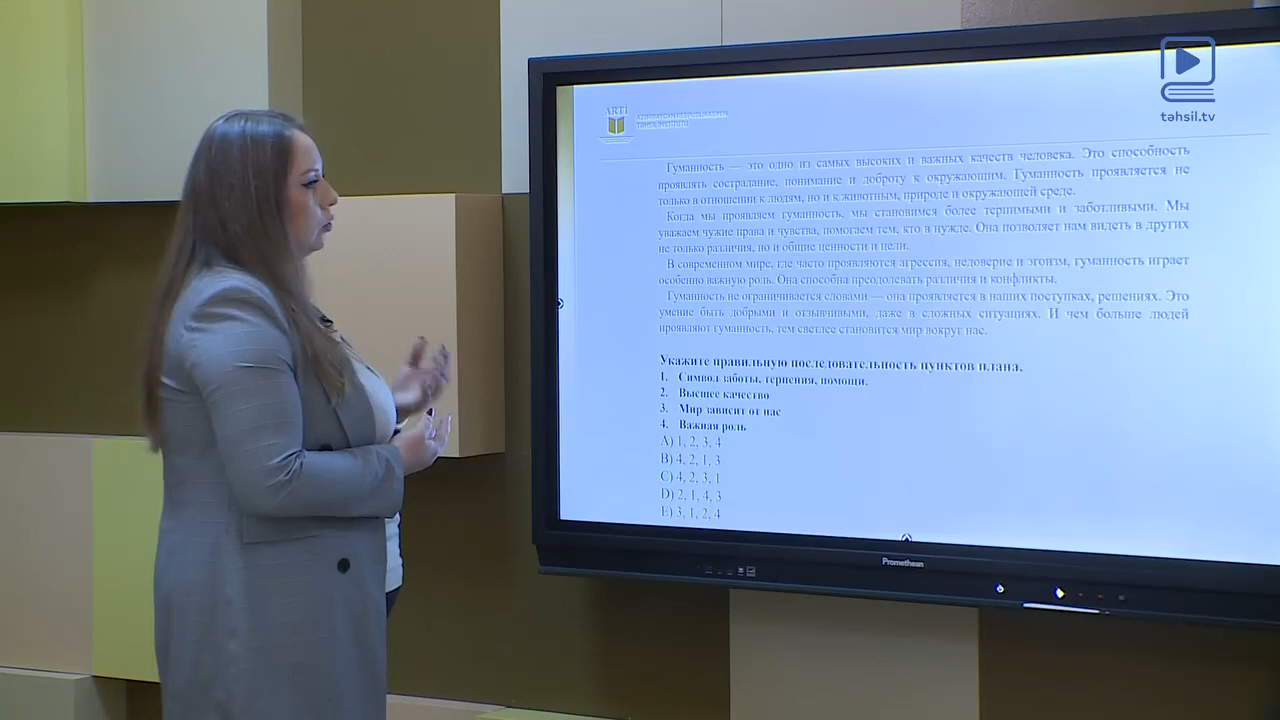 təhsil.tv
ARTİ
Гуманность — это одно из самых высоких и важных качеств человека. Это способность
проявлять сострадание, понимание и доброту к окружающим. Гуманность проявляется не
только в отношении к людям, но и к животным, природе и окружающей среде.
Когда мы проявляем гуманность, мы становимся более терпимыми и заботливыми. Мы
уважаем чужие права и чувства, помогаем тем, кто в нужде. Она позволяет нам видеть в других
не только различия, но и общие ценности и цели.
В современном мире, где часто проявляются агрессия, недоверие и эгоизм, гуманность играет
особенно важную роль. Она способна преодолевать различия и конфликты.
Гуманность не ограничивается словами — она проявляется в наших поступках, решениях. Это
умение быть добрыми и отзывчивыми, даже в сложных ситуациях. И чем больше людей
проявляют гуманность, тем светлее становится мир вокруг нас.
Укажите правильную последовательность пунктов плана.
1. Символ заботы, терпения, помощи.
2. Высшее качество
3. Мир зависит от нас
4. Важная роль
A) 1, 2, 3, 4
B) 4, 2, 1, 3
C) 4, 2, 3, 1
D) 2, 1, 4, 3
E) 3, 1, 2, 4
Promethean